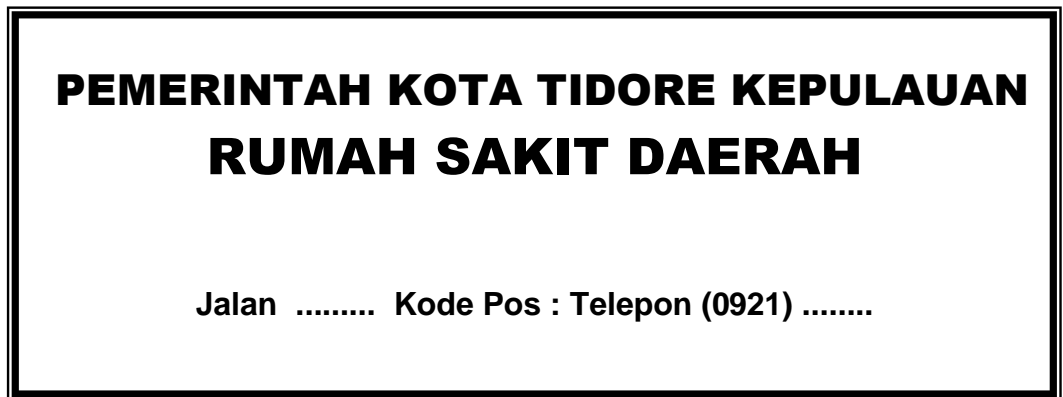 PEMERINTAH KOTA TIDORE KEPULAUAN
RUMAH SAKIT DAERAH
Jalan ......... Kode Pos : Telepon (0921) ........